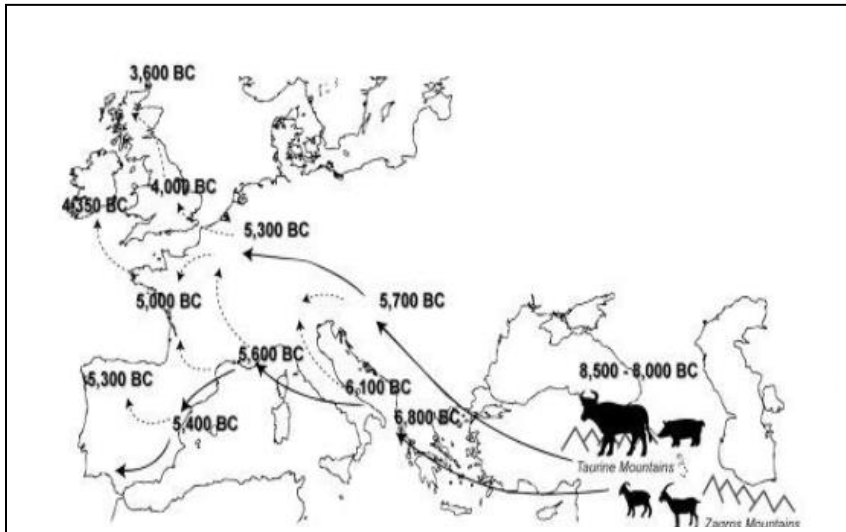 3,600 BC
4,000 BC
4,350 BC
5,300 BC
5,000 BC
5,700 BC
5,600 BC
8,500 - 8,000 BC
5,300 BC
6,100 BC
5,400 BC
6,800 BC
Taurine Mountains
Zagros Mountains